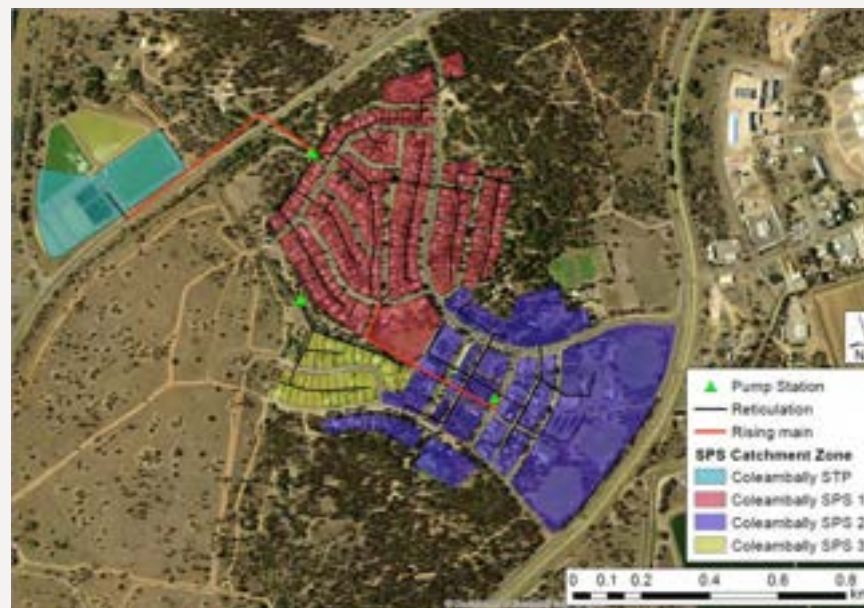 N
Pump Station
Reticulation
Rising main
SPS Catchment Zone
Coleambally STP
Coleambally SPS 1
Coleambally SPS 2
Coleambally SPS 3
0 0.1 0.2 0.4 0.6 0.8